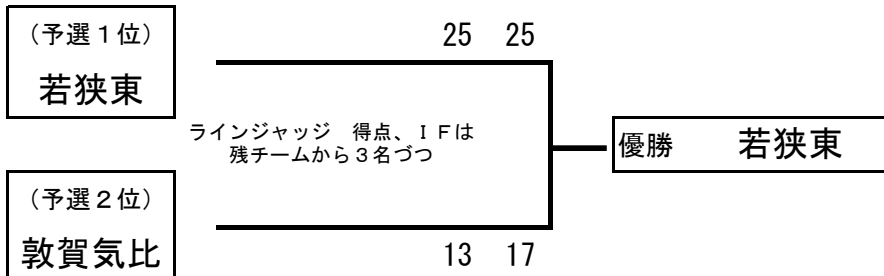 （予選１位）
若狭東
25 25
ラインジャッジ　得点、ＩＦは
残チームから３名づつ
優勝　若狭東
（予選２位）
敦賀気比
13 17